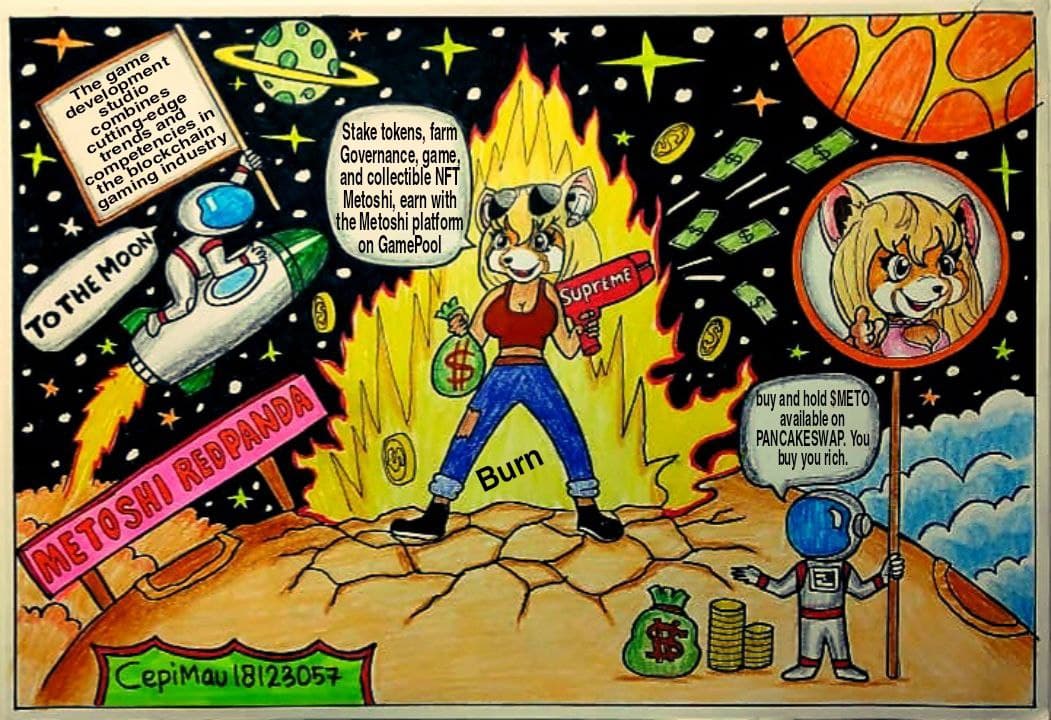 The game
development
studio
combines
cutting-edge
trends and
competencies in
the blockchain
gaming industry
TO THE MOON
Stake tokens, farm
Governance, game,
and collectible NFT
Metoshi, earn with
the Metoshi platform
on GamePool
SUPREME
$
METOSHI REDPANDA
Burn
buy and hold $METO
available on
PANCAKESWAP. You
buy you rich.
$
CepiMau18123057